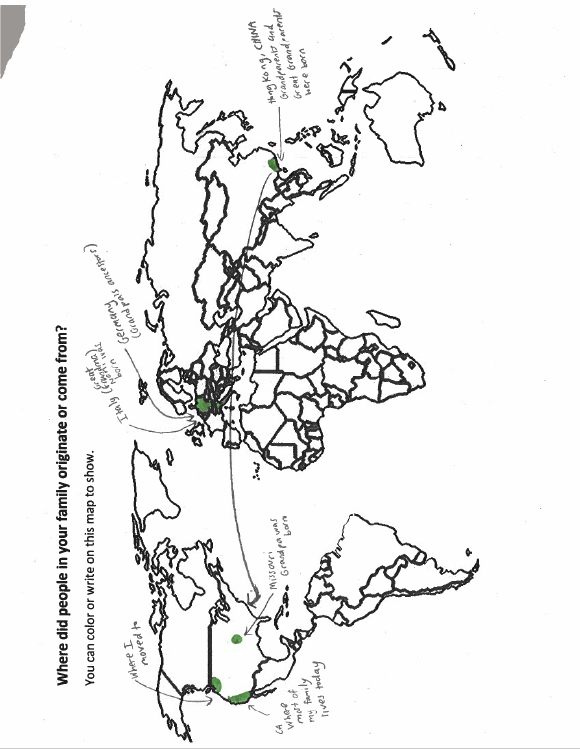 Where did people in your family originate or come from?
You can color or write on this map to show.
where I
moved to
CA
where
most of
my family
lives today
Missouri
Grandpa was
born
Italy
Great
Grandma
was
born
Germany
(Grandpa's ancestors)
Hong Kong, CHINA
Grandparents and
Great Grandparents
were born